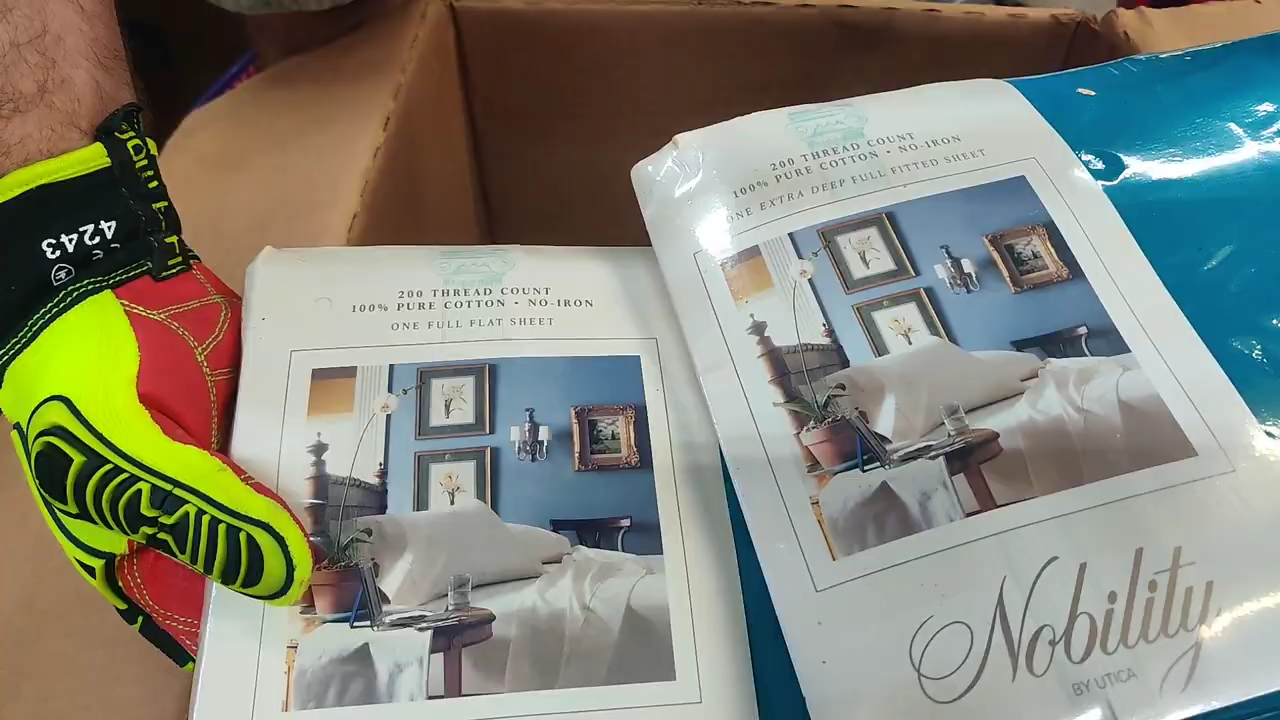 4243
200 THREAD COUNT
100% PURE COTTON • NO-IRON
ONE FULL FLAT SHEET
200 THREAD COUNT
100% PURE COTTON • NO-IRON
ONE EXTRA DEEP FULL FITTED SHEET
Nobility
BY UTICA